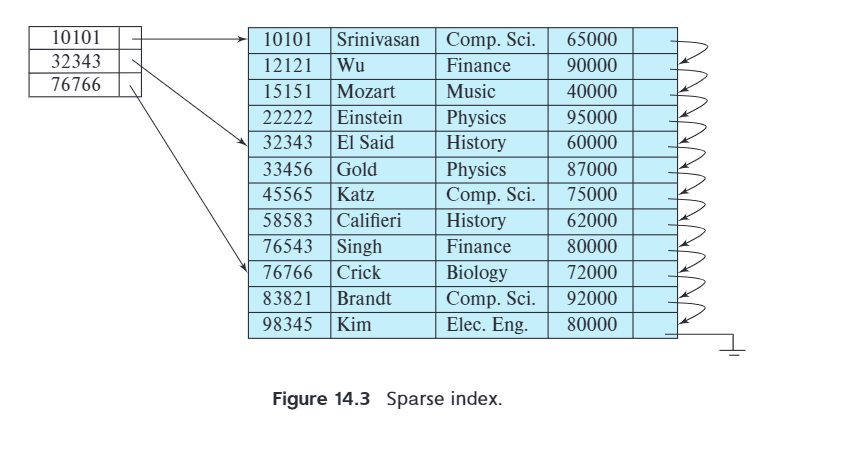 10101
32343
76766
10101 Srinivasan Comp. Sci. 65000
12121 Wu Finance 90000
15151 Mozart Music 40000
22222 Einstein Physics 95000
32343 El Said History 60000
33456 Gold Physics 87000
45565 Katz Comp. Sci. 75000
58583 Califieri History 62000
76543 Singh Finance 80000
76766 Crick Biology 72000
83821 Brandt Comp. Sci. 92000
98345 Kim Elec. Eng. 80000
Figure 14.3 Sparse index.